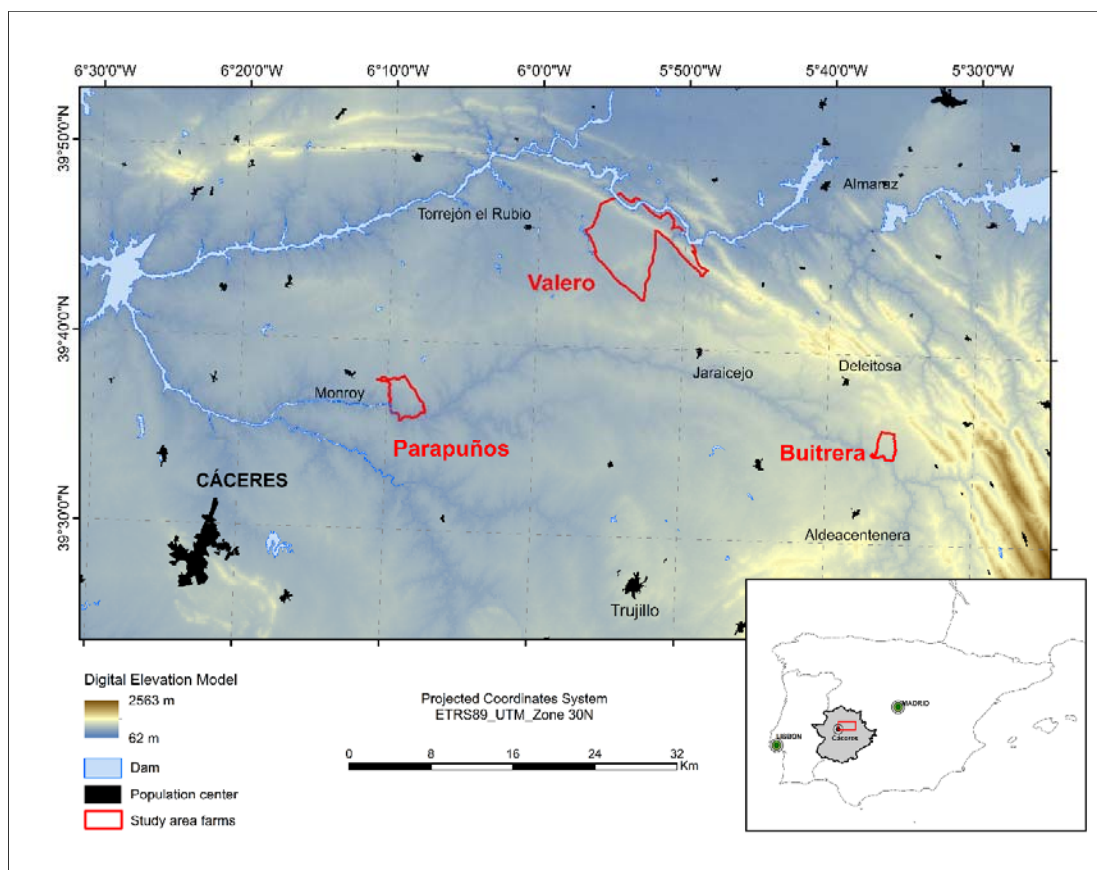 6°30'0"W 6°20'0"W 6°10'0"W 6°0'0"W 5°50'0"W 5°40'0"W 5°30'0"W
39°50'0"N
39°40'0"N
39°30'0"N
Almaraz
Torrejón el Rubio
Valero
Jaraicejo
Deleitosa
Monroy
Parapuños
Buitrera
CÁCERES
Aldeacentenera
Trujillo
Digital Elevation Model
2563 m
62 m
Dam
Population center
Study area farms
Projected Coordinates System
ETRS89_UTM_Zone 30N
0 8 16 24 32
Km
MADRID
LISBON
Cáceres